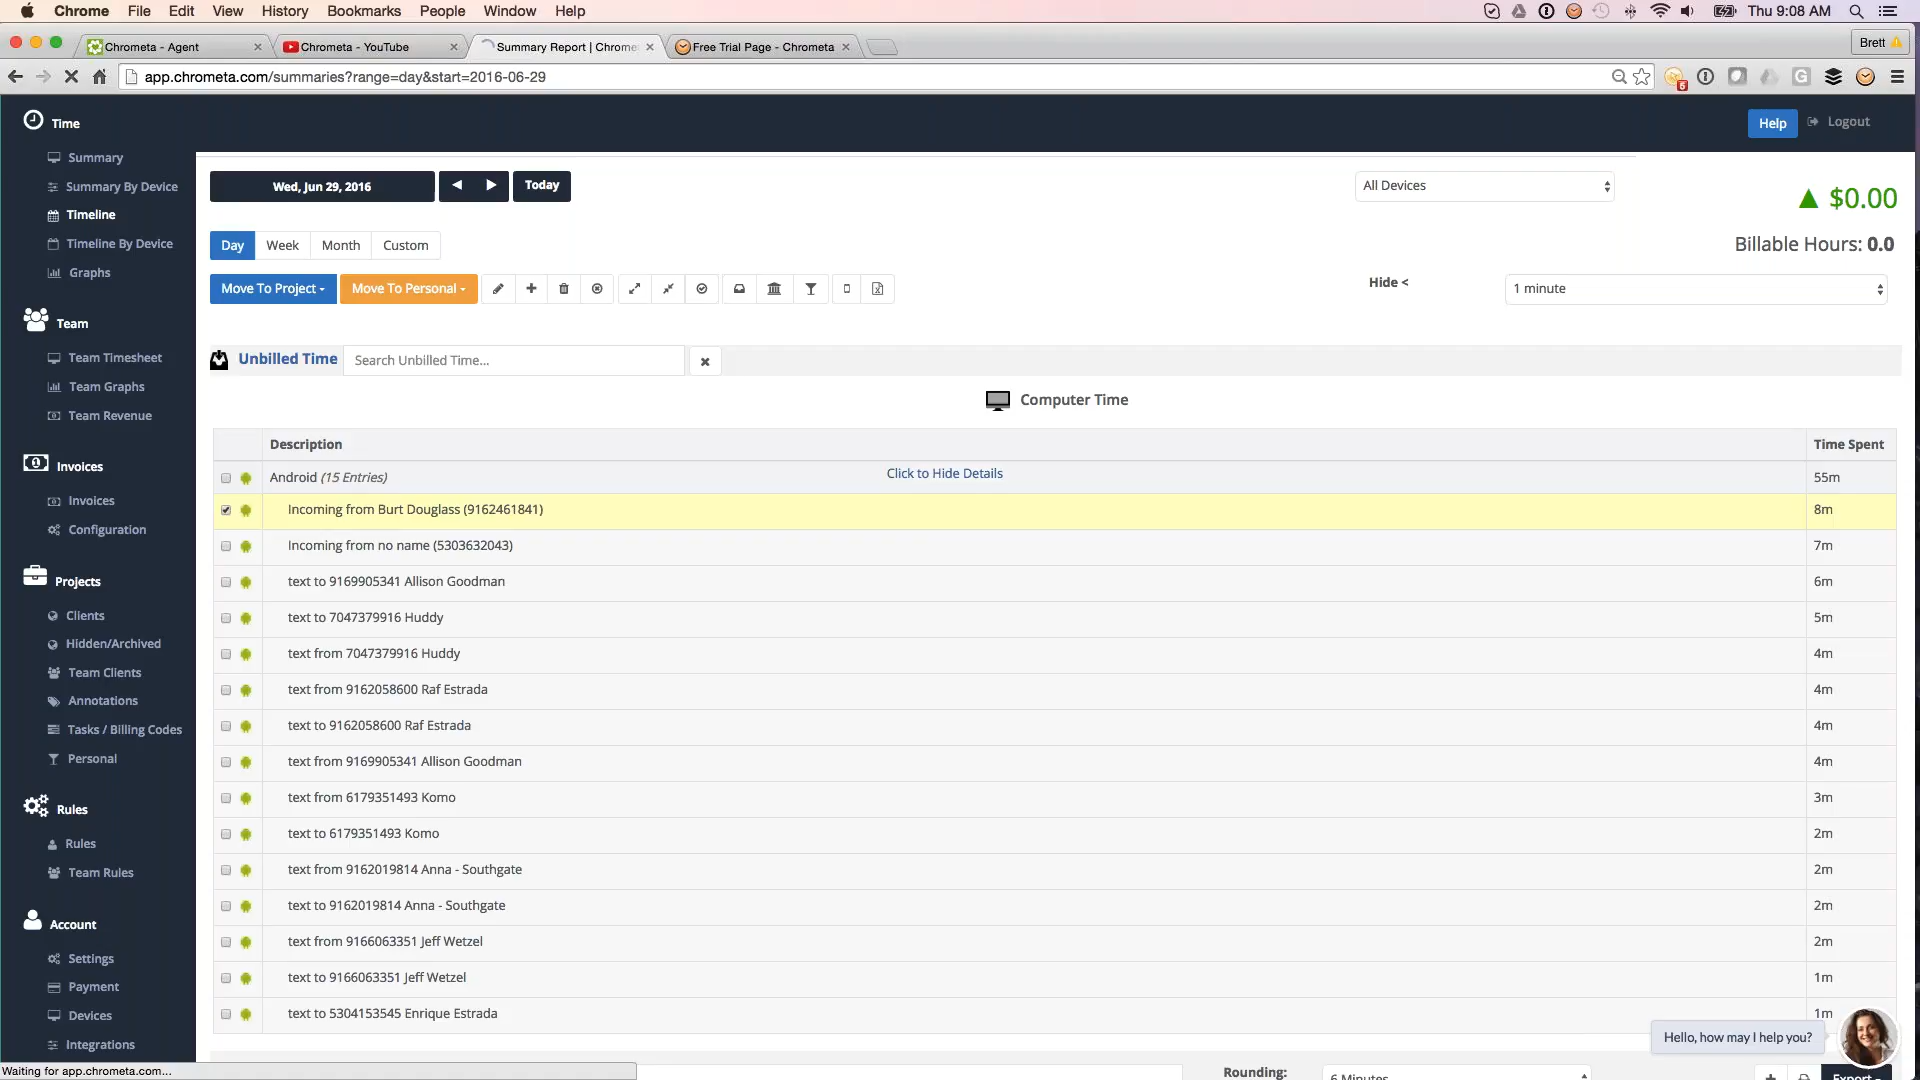 Chrome File Edit View History Bookmarks People Window Help Thu 9:08 AM
Chrometa - Agent Chrometa - YouTube Summary Report | Chrome Free Trial Page - Chrometa Brett
app.chrometa.com/summaries?range=day&start=2016-06-29
Time
Help Logout
Summary
Summary By Device
Timeline
Timeline By Device
Graphs
Team
Team Timesheet
Team Graphs
Team Revenue
Invoices
Invoices
Configuration
Projects
Clients
Hidden/Archived
Team Clients
Annotations
Tasks / Billing Codes
Personal
Rules
Rules
Team Rules
Account
Settings
Payment
Devices
Integrations
Wed, Jun 29, 2016 Today All Devices
$0.00
Day Week Month Custom Billable Hours: 0.0
Move To Project Move To Personal Hide < 1 minute
Unbilled Time Search Unbilled Time...
Computer Time
Description Time Spent
Android (15 Entries) Click to Hide Details 55m
Incoming from Burt Douglass (9162461841) 8m
Incoming from no name (5303632043) 7m
text to 9169905341 Allison Goodman 6m
text to 7047379916 Huddy 5m
text from 7047379916 Huddy 4m
text from 9162058600 Raf Estrada 4m
text to 9162058600 Raf Estrada 4m
text from 9169905341 Allison Goodman 4m
text from 6179351493 Komo 3m
text to 6179351493 Komo 2m
text from 9162019814 Anna - Southgate 2m
text to 9162019814 Anna - Southgate 2m
text from 9166063351 Jeff Wetzel 2m
text to 9166063351 Jeff Wetzel 1m
text to 5304153545 Enrique Estrada 1m
Hello, how may I help you?
Waiting for app.chrometa.com...
Rounding: 6 Minutes Export